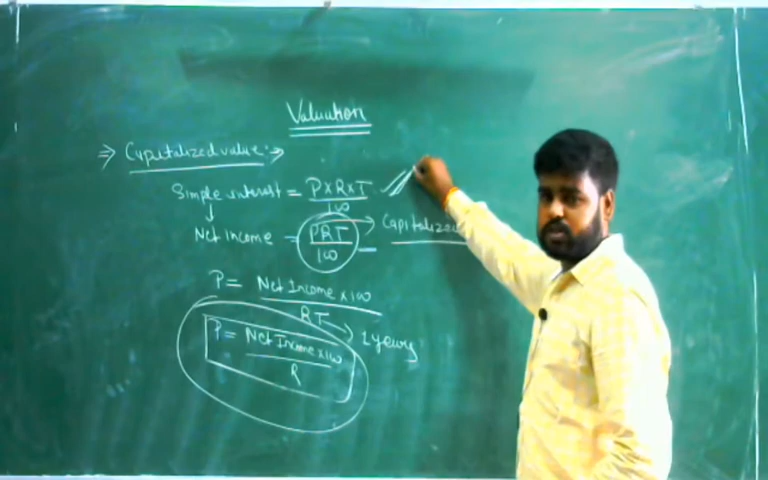 Valuation
⇒ Capitalized value:→
Simple interest = P×R×T / 100
Net income = PRT / 100 → Capitalized
P = Net Income ×100 / RT → 1 years
P = Net Income ×100 / R